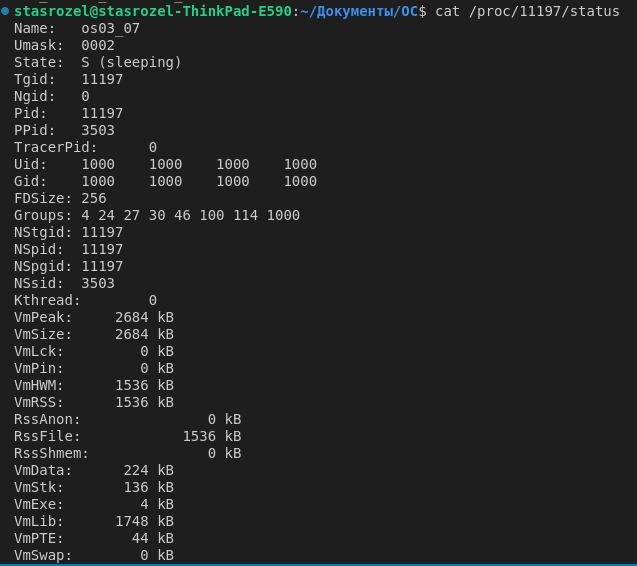 stasrozel@stasrozel-ThinkPad-E590:~/Документы/ОС$ cat /proc/11197/status
Name:   os03_07
Umask:  0002
State:  S (sleeping)
Tgid:   11197
Ngid:   0
Pid:    11197
PPid:   3503
TracerPid:      0
Uid:    1000    1000    1000    1000
Gid:    1000    1000    1000    1000
FDSize: 256
Groups: 4 24 27 30 46 100 114 1000
NStgid: 11197
NSpid:  11197
NSpgid: 11197
NSsid:  3503
Kthread:        0
VmPeak:     2684 kB
VmSize:     2684 kB
VmLck:         0 kB
VmPin:         0 kB
VmHWM:      1536 kB
VmRSS:      1536 kB
RssAnon:               0 kB
RssFile:            1536 kB
RssShmem:              0 kB
VmData:      224 kB
VmStk:       136 kB
VmExe:         4 kB
VmLib:      1748 kB
VmPTE:        44 kB
VmSwap:        0 kB